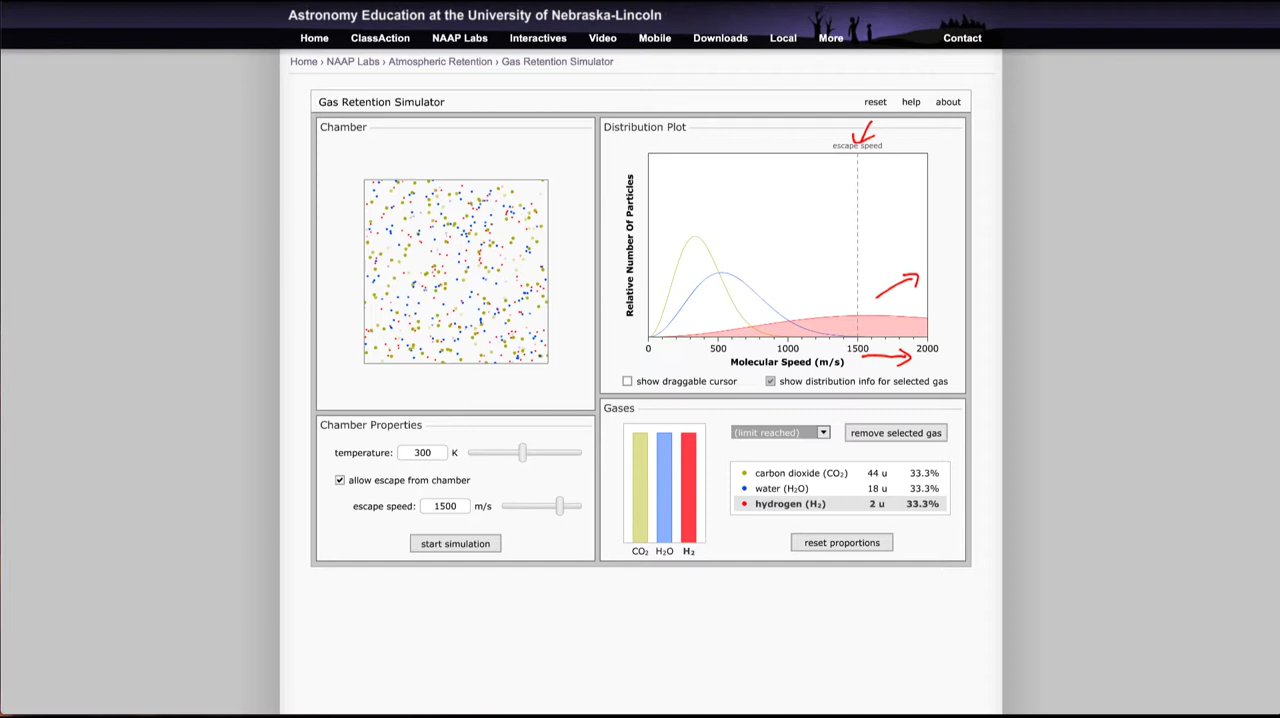 Astronomy Education at the University of Nebraska-Lincoln
Home ClassAction NAAP Labs Interactives Video Mobile Downloads Local More Contact
Home › NAAP Labs › Atmospheric Retention › Gas Retention Simulator
Gas Retention Simulator reset help about
Chamber
Distribution Plot
escape speed
Relative Number Of Particles
0 500 1000 1500 2000
Molecular Speed (m/s)
show draggable cursor show distribution info for selected gas
Chamber Properties
temperature: 300 K
allow escape from chamber
escape speed: 1500 m/s
start simulation
Gases
(limit reached) remove selected gas
carbon dioxide (CO₂) 44 u 33.3%
water (H₂O) 18 u 33.3%
hydrogen (H₂) 2 u 33.3%
CO₂ H₂O H₂
reset proportions